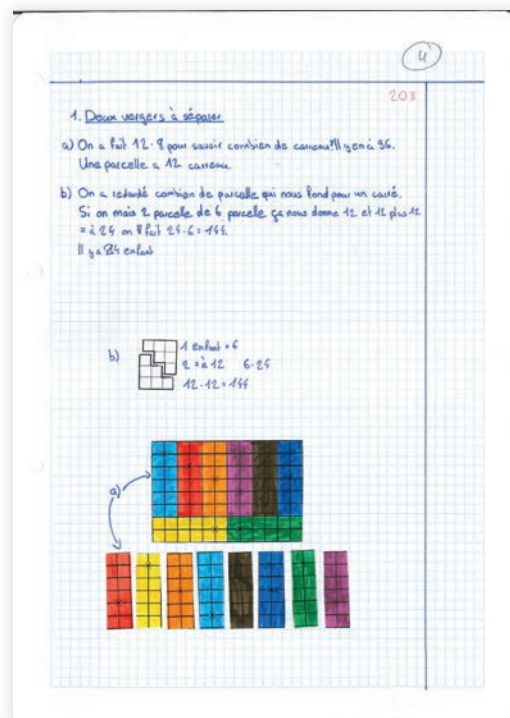 4
203
1. Deux vergers à séparer
a) On a fait 12·8 pour savoir combien de carreau? Il y en à 96.
Une parcelle a 12 carreau.
b) On a redardé combien de parcelle qui nous fond pour un carré.
Si on mais 2 parcelle de 6 parcelle ça nous donne 12 et 12 plus 12
= à 24 on fait 24·6 = 144.
Il y a 24 enfant
b)
1 enfant = 6
2 = à 12 6·24
12·12 = 144
a)